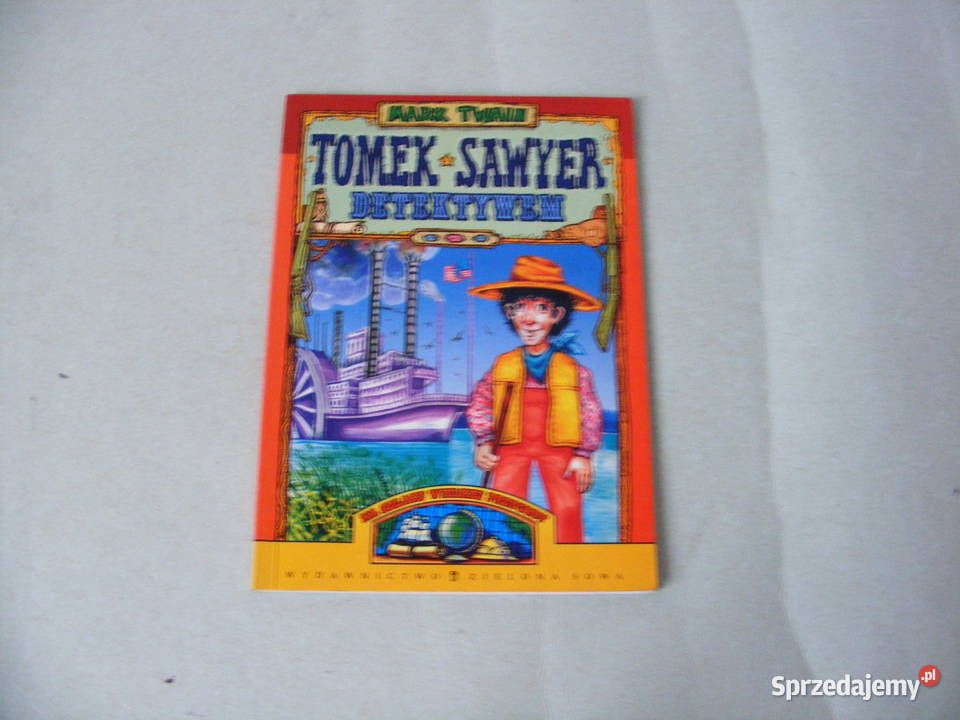 MARK TWAIN
TOMEK SAWYER
DETEKTYWEM
WYDAWNICTWO ZIELONA SOWA
Sprzedajemy.pl